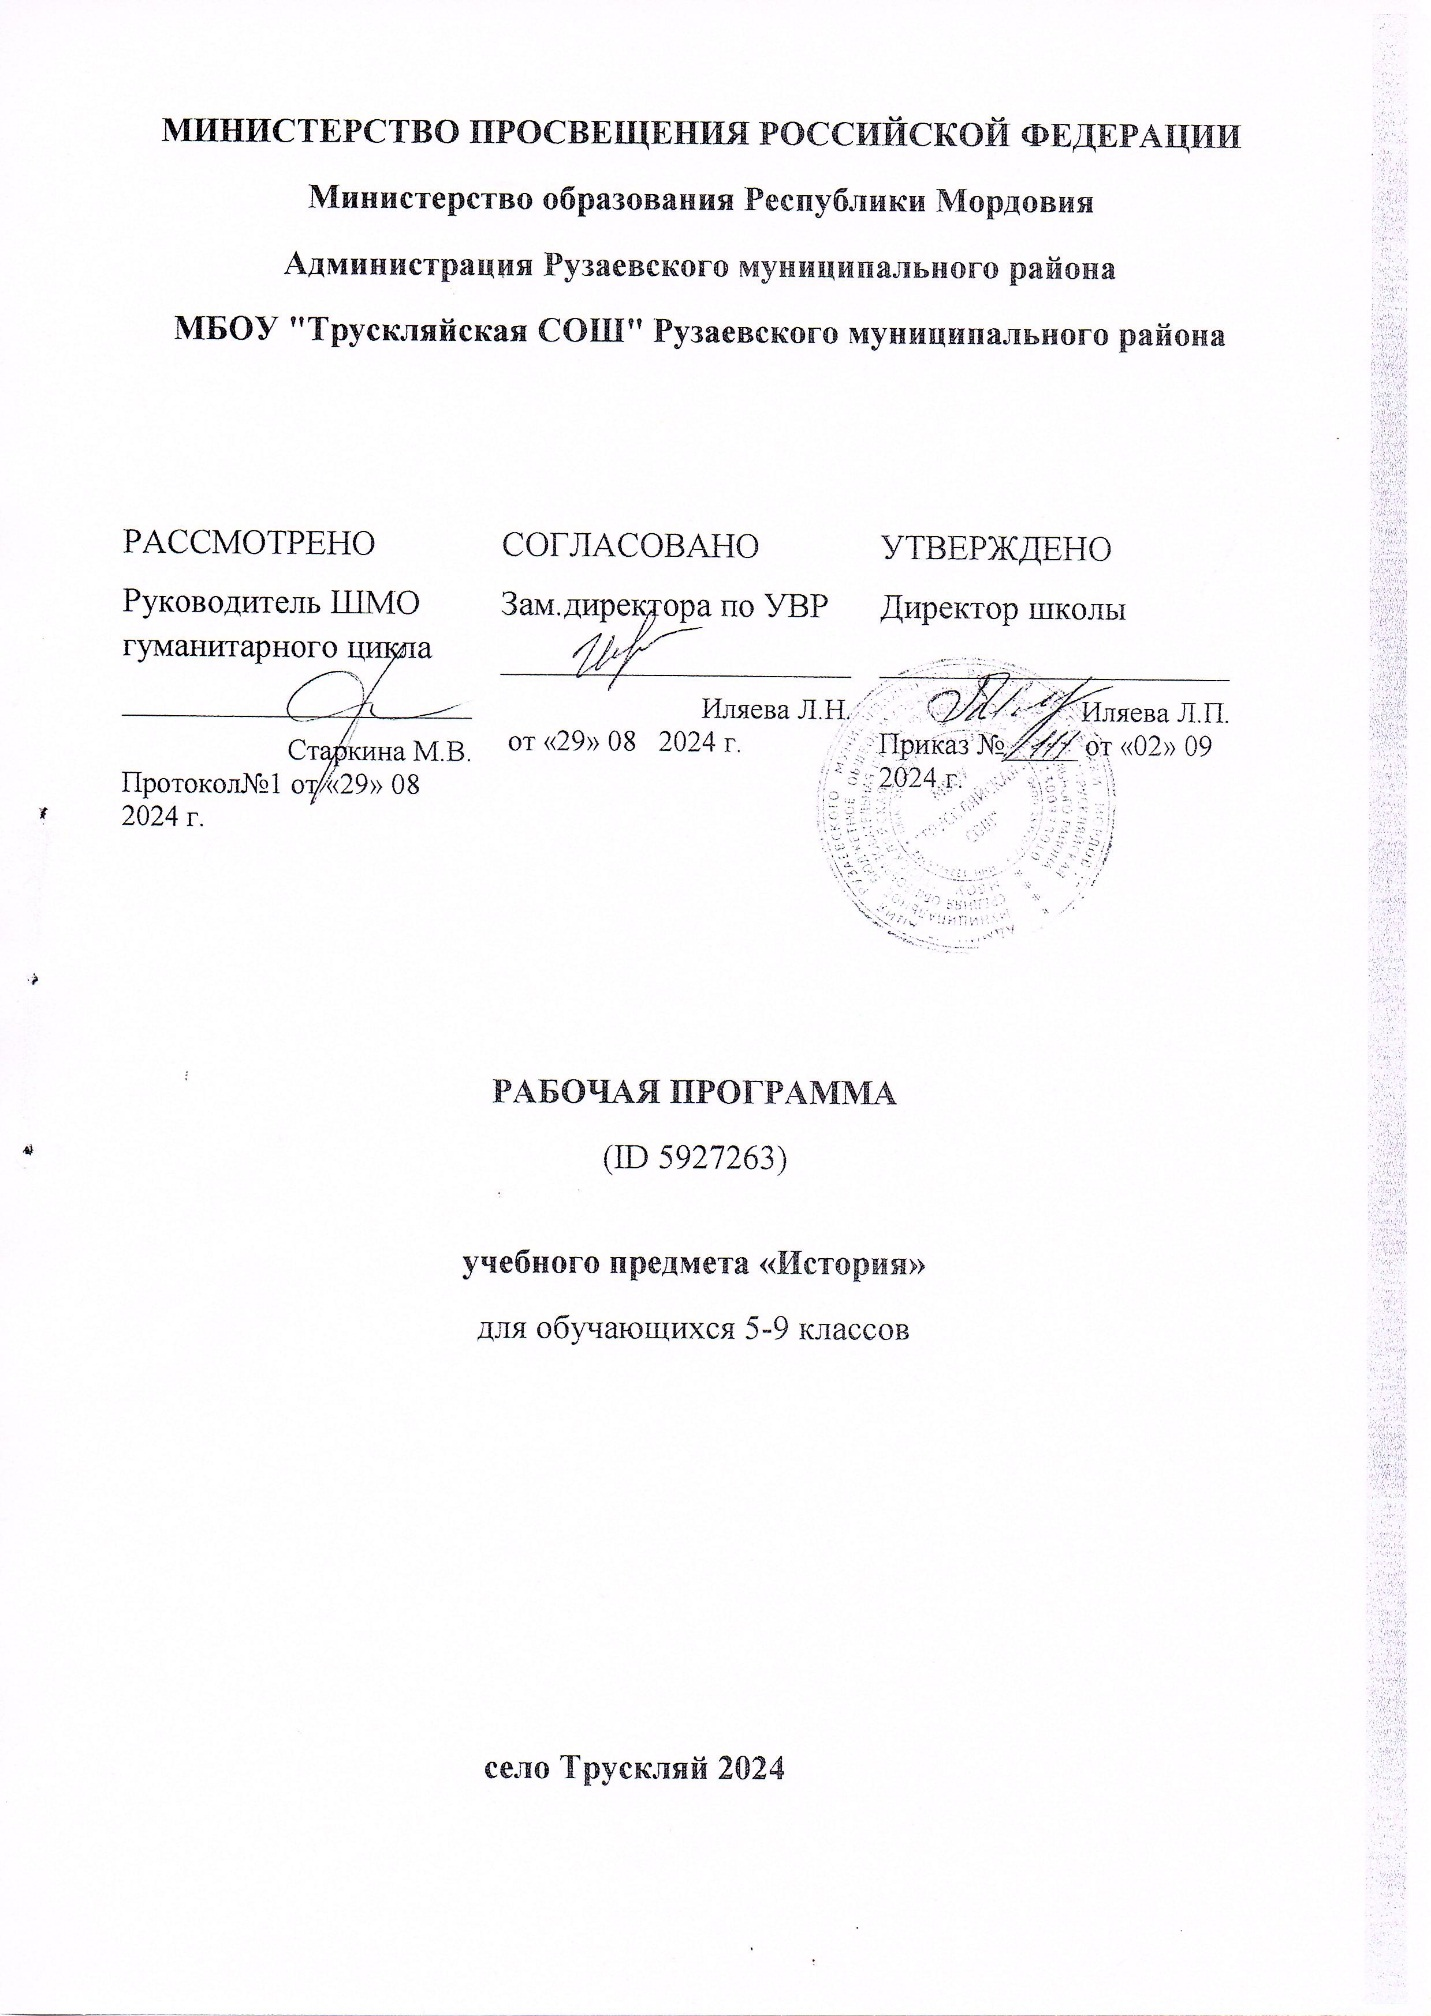 МИНИСТЕРСТВО ПРОСВЕЩЕНИЯ РОССИЙСКОЙ ФЕДЕРАЦИИ
Министерство образования Республики Мордовия
Администрация Рузаевского муниципального района
МБОУ "Трускляйская СОШ" Рузаевского муниципального района
РАССМОТРЕНО
Руководитель ШМО
гуманитарного цикла
Старкина М.В.
Протокол№1 от «29» 08
2024 г.
СОГЛАСОВАНО
Зам.директора по УВР
Иляева Л.Н.
от «29» 08 2024 г.
УТВЕРЖДЕНО
Директор школы
Иляева Л.П.
Приказ № 111 от «02» 09
2024 г.
РАБОЧАЯ ПРОГРАММА
(ID 5927263)
учебного предмета «История»
для обучающихся 5-9 классов
село Трускляй 2024